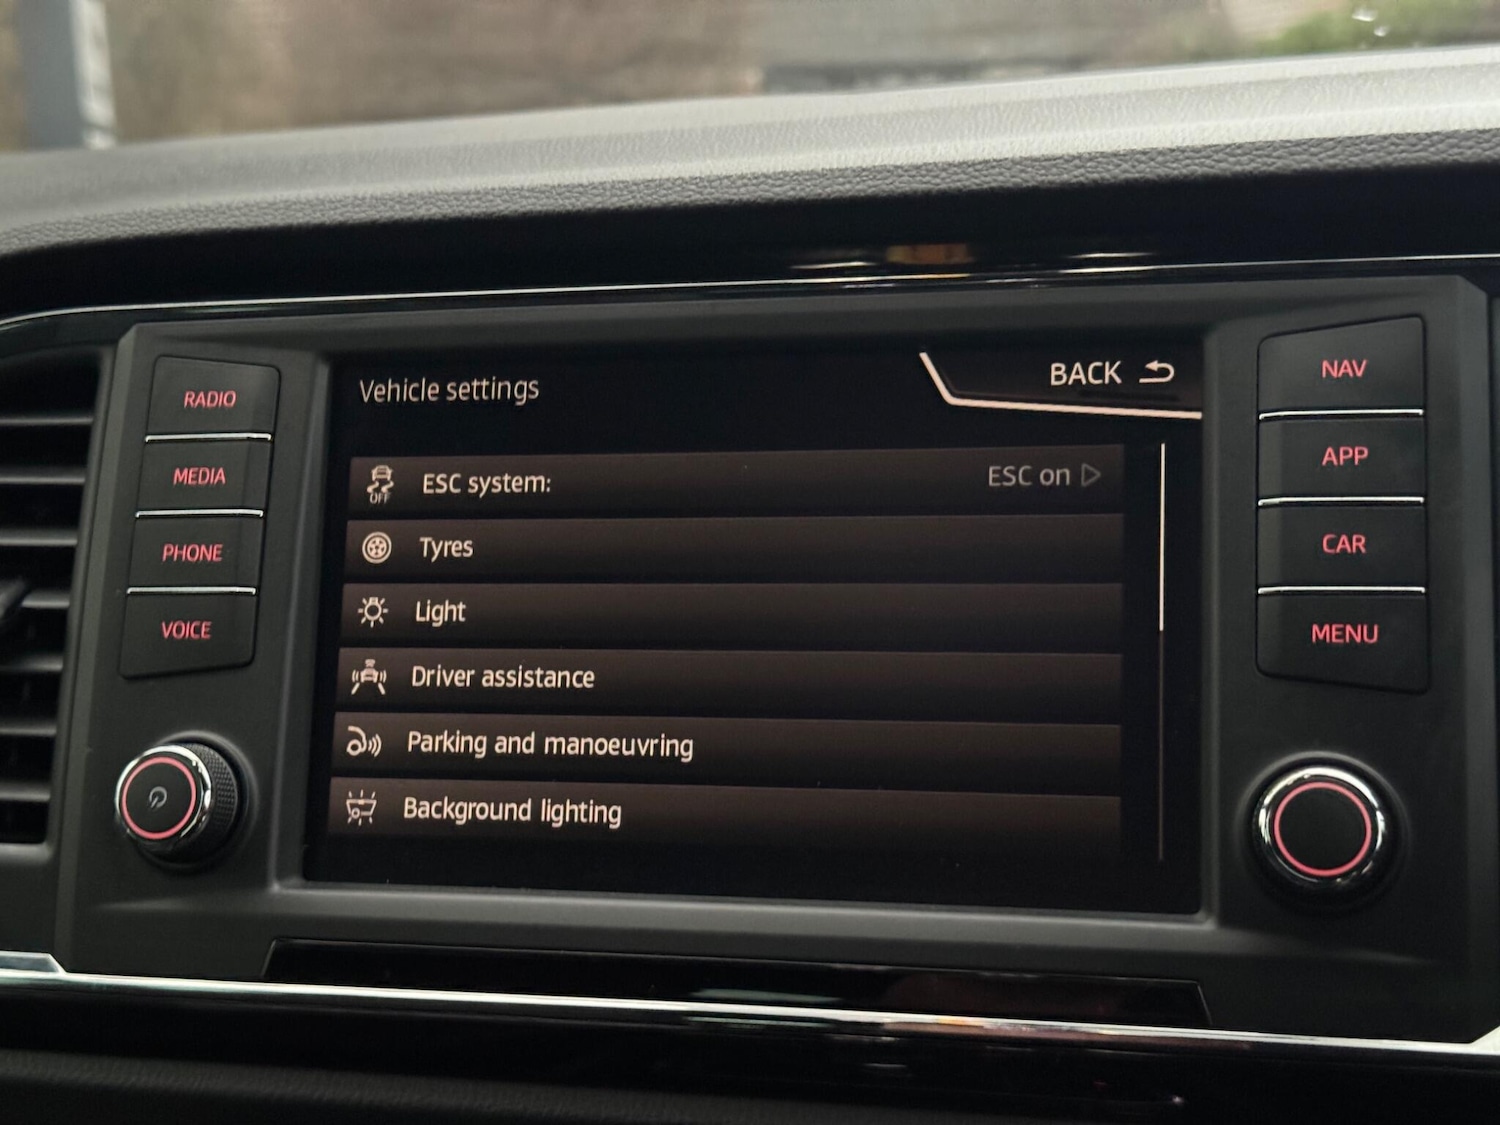 Vehicle settings
BACK
RADIO
MEDIA
PHONE
VOICE
OFF
ESC system:
ESC on
Tyres
Light
Driver assistance
Parking and manoeuvring
Background lighting
NAV
APP
CAR
MENU